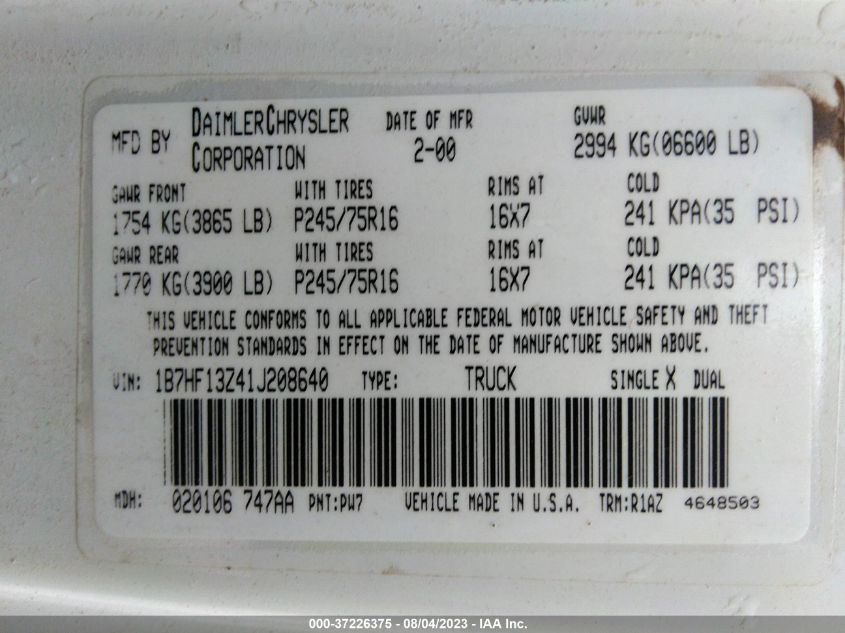 MFD BY DAIMLERCHRYSLER CORPORATION DATE OF MFR 2-00 GVWR 2994 KG(06600 LB)
GAWR FRONT WITH TIRES RIMS AT COLD
1754 KG(3865 LB) P245/75R16 16X7 241 KPA(35 PSI)
GAWR REAR WITH TIRES RIMS AT COLD
1770 KG(3900 LB) P245/75R16 16X7 241 KPA(35 PSI)
THIS VEHICLE CONFORMS TO ALL APPLICABLE FEDERAL MOTOR VEHICLE SAFETY AND THEFT
PREVENTION STANDARDS IN EFFECT ON THE DATE OF MANUFACTURE SHOWN ABOVE.
VIN: 1B7HF13Z41J208640 TYPE: TRUCK SINGLE X DUAL
MDH: 020106 747AA PNT:PW7 VEHICLE MADE IN U.S.A. TRM:R1AZ 4648503
000-37226375 - 08/04/2023 - IAA Inc.